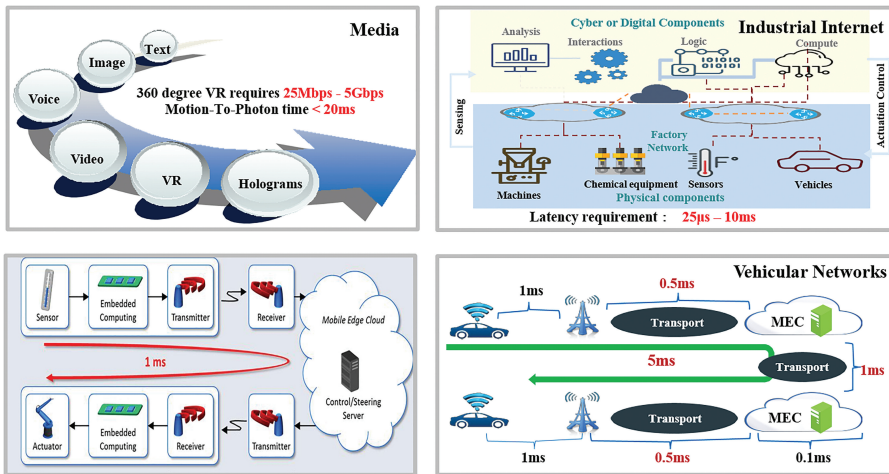 Media
Text
Image
Voice
Video
VR
Holograms
360 degree VR requires 25Mbps - 5Gbps
Motion-To-Photon time < 20ms
Cyber or Digital Components
Industrial Internet
Analysis
Interactions
Logic
Compute
Sensing
Actuation Control
Factory
Network
Machines
Chemical equipment
Sensors
Vehicles
F°
Physical components
Latency requirement : 25μs – 10ms
Sensor
Embedded
Computing
Transmitter
Receiver
Mobile Edge Cloud
1 ms
Control/Steering
Server
Actuator
Embedded
Computing
Receiver
Transmitter
Vehicular Networks
1ms
0.5ms
Transport
MEC
5ms
Transport
1ms
Transport
MEC
1ms
0.5ms
0.1ms